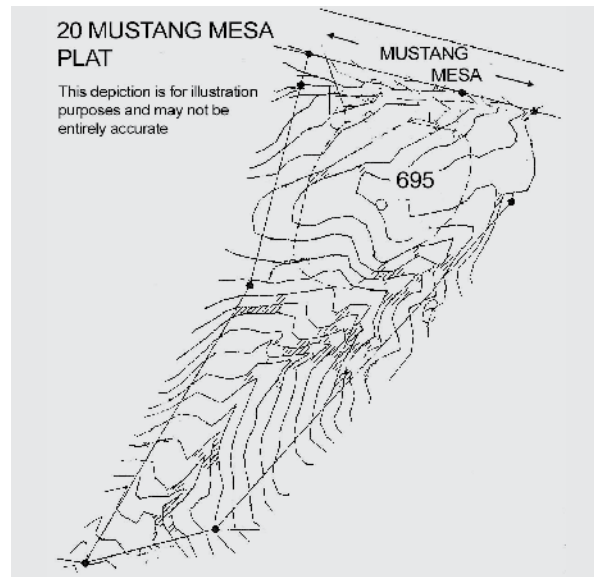 20 MUSTANG MESA
PLAT
This depiction is for illustration
purposes and may not be
entirely accurate
MUSTANG
MESA
695